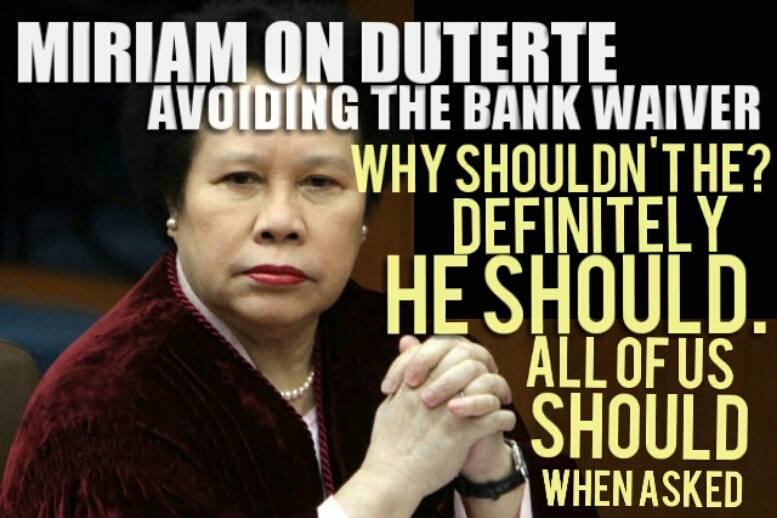 MIRIAM ON DUTERTE
AVOIDING THE BANK WAIVER
WHY SHOULDN'T HE?
DEFINITELY
HE SHOULD.
ALL OF US
SHOULD
WHEN ASKED